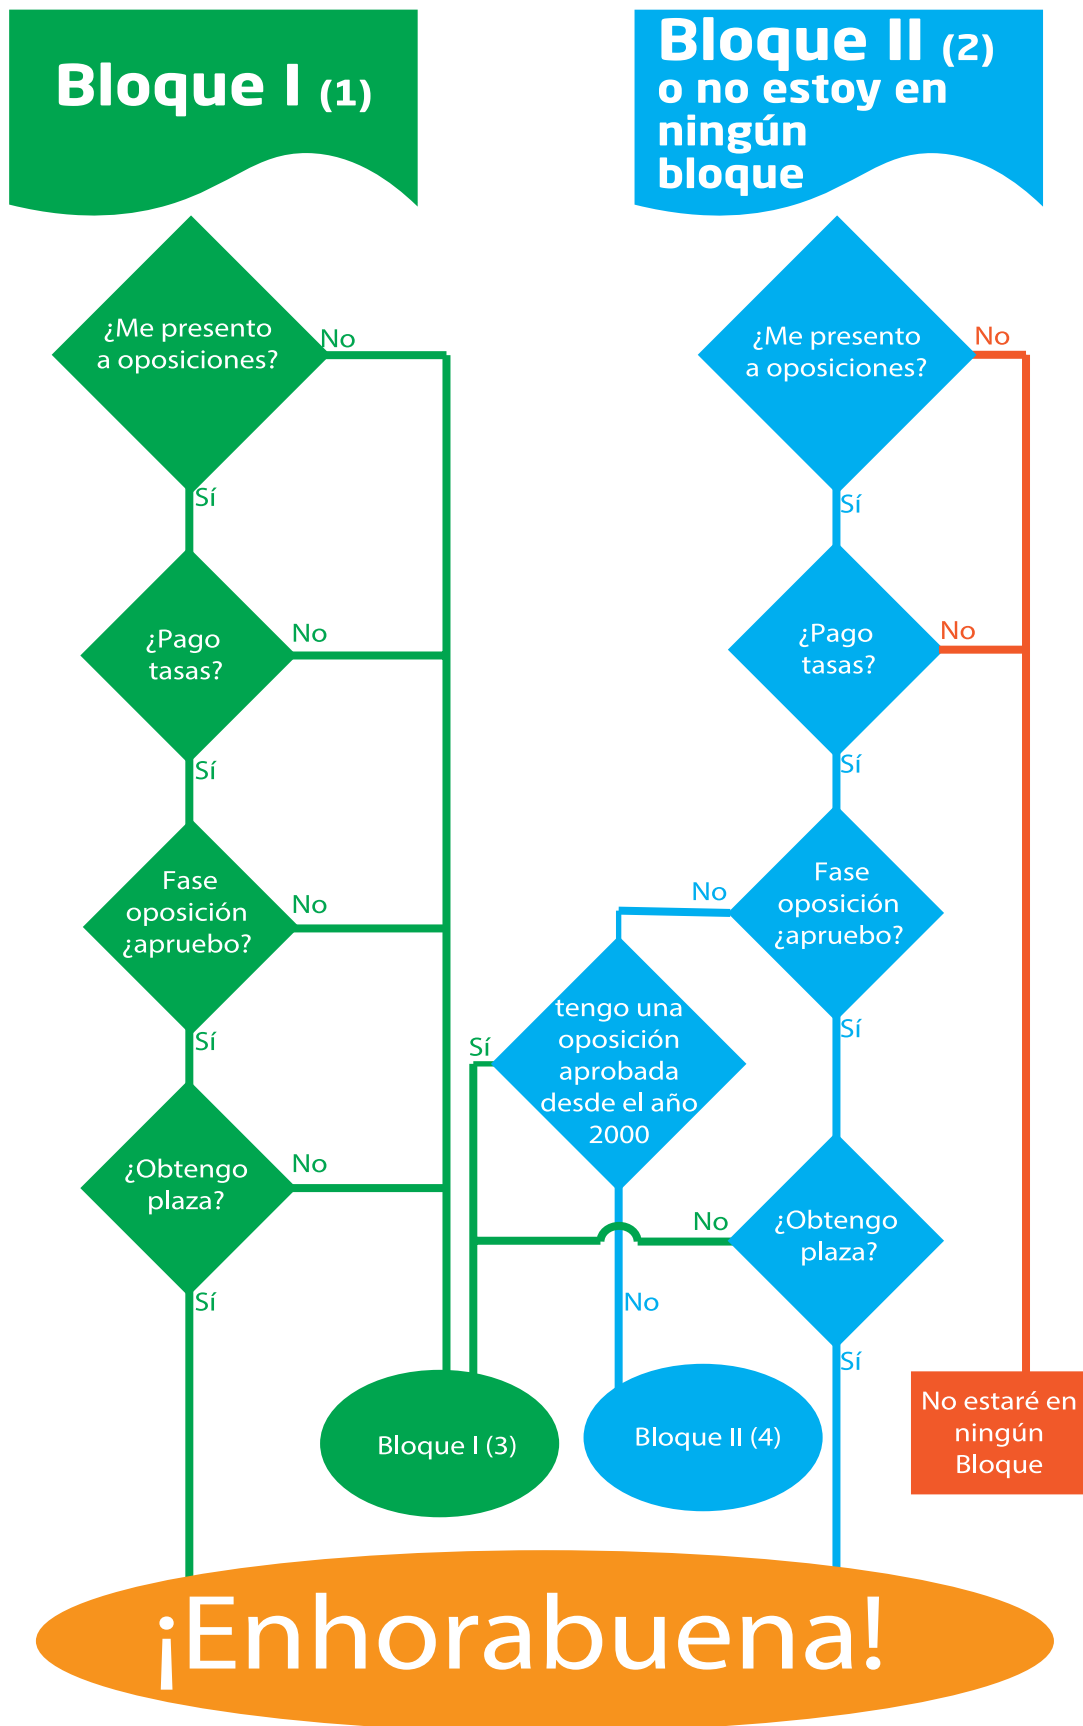 Bloque I (1)
¿Me presento
a oposiciones?
No
Sí
¿Pago
tasas?
No
Sí
Fase
oposición
¿apruebo?
No
Sí
¿Obtengo
plaza?
No
Sí
Bloque II (2)
o no estoy en
ningún
bloque
¿Me presento
a oposiciones?
No
Sí
¿Pago
tasas?
No
Sí
Fase
oposición
¿apruebo?
No
Sí
tengo una
oposición
aprobada
desde el año
2000
Sí
No
¿Obtengo
plaza?
No
Sí
Bloque I (3)
Bloque II (4)
No estaré en
ningún
Bloque
¡Enhorabuena!